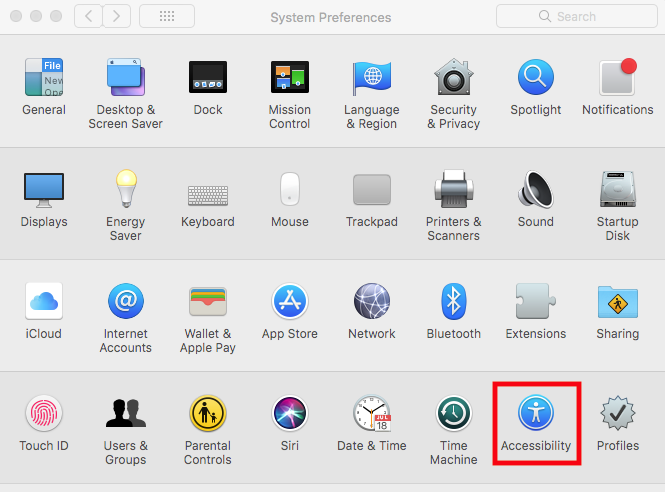 System Preferences
Search
File
New
Ope
General
Desktop &
Screen Saver
Dock
Mission
Control
Language
& Region
Security
& Privacy
Spotlight
Notifications
Displays
Energy
Saver
Keyboard
Mouse
Trackpad
Printers &
Scanners
Sound
Startup
Disk
@
iCloud
Internet
Accounts
Wallet &
Apple Pay
App Store
Network
Bluetooth
Extensions
Sharing
JUL
18
Touch ID
Users &
Groups
Parental
Controls
Siri
Date & Time
Time
Machine
Accessibility
Profiles